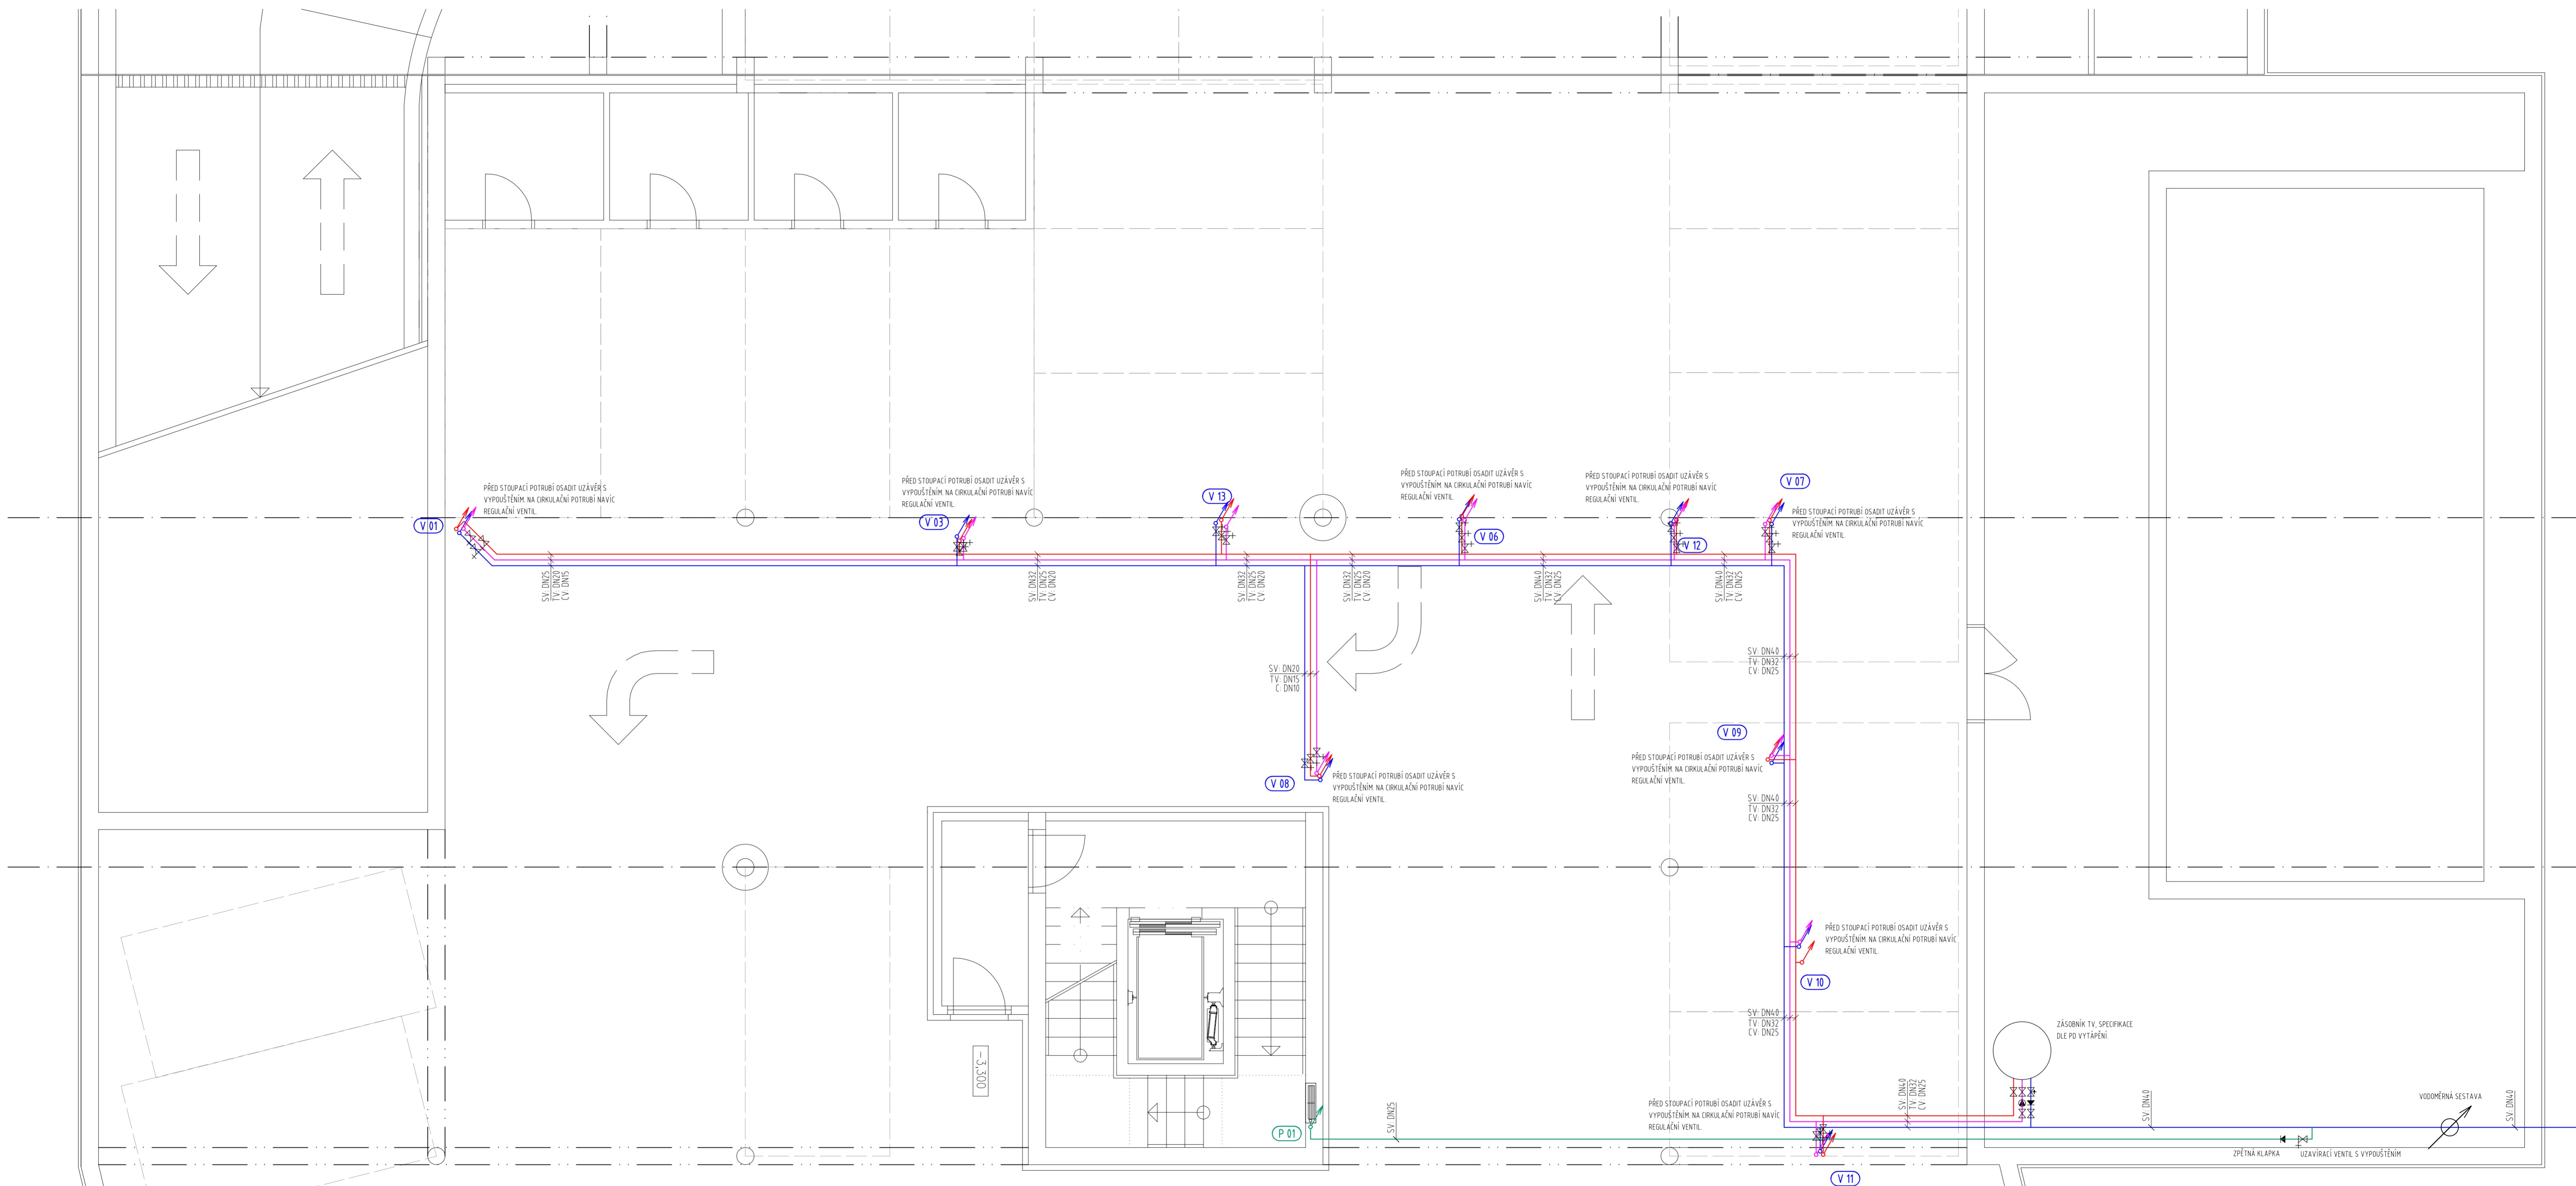 PŘED STOUPACÍ POTRUBÍ OSADIT UZÁVĚR S
VYPOUŠTĚNÍM. NA CIRKULAČNÍ POTRUBÍ NAVÍC
REGULAČNÍ VENTIL.
V 01
PŘED STOUPACÍ POTRUBÍ OSADIT UZÁVĚR S
VYPOUŠTĚNÍM. NA CIRKULAČNÍ POTRUBÍ NAVÍC
REGULAČNÍ VENTIL.
V 03
V 13
PŘED STOUPACÍ POTRUBÍ OSADIT UZÁVĚR S
VYPOUŠTĚNÍM. NA CIRKULAČNÍ POTRUBÍ NAVÍC
REGULAČNÍ VENTIL.
V 06
PŘED STOUPACÍ POTRUBÍ OSADIT UZÁVĚR S
VYPOUŠTĚNÍM. NA CIRKULAČNÍ POTRUBÍ NAVÍC
REGULAČNÍ VENTIL.
V 12
V 07
PŘED STOUPACÍ POTRUBÍ OSADIT UZÁVĚR S
VYPOUŠTĚNÍM. NA CIRKULAČNÍ POTRUBÍ NAVÍC
REGULAČNÍ VENTIL.
SV: DN25
TV: DN20
CV: DN15
SV: DN32
TV: DN25
CV: DN20
SV: DN32
TV: DN25
CV: DN20
SV: DN32
TV: DN25
CV: DN20
SV: DN40
TV: DN32
CV: DN25
SV: DN40
TV: DN32
CV: DN25
SV: DN20
TV: DN15
C: DN10
SV: DN40
TV: DN32
CV: DN25
V 09
PŘED STOUPACÍ POTRUBÍ OSADIT UZÁVĚR S
VYPOUŠTĚNÍM. NA CIRKULAČNÍ POTRUBÍ NAVÍC
REGULAČNÍ VENTIL.
V 08
PŘED STOUPACÍ POTRUBÍ OSADIT UZÁVĚR S
VYPOUŠTĚNÍM. NA CIRKULAČNÍ POTRUBÍ NAVÍC
REGULAČNÍ VENTIL.
SV: DN40
TV: DN32
CV: DN25
PŘED STOUPACÍ POTRUBÍ OSADIT UZÁVĚR S
VYPOUŠTĚNÍM. NA CIRKULAČNÍ POTRUBÍ NAVÍC
REGULAČNÍ VENTIL.
V 10
SV: DN40
TV: DN32
CV: DN25
ZÁSOBNÍK TV, SPECIFIKACE
DLE PD VYTÁPĚNÍ.
-3,300
SV: DN40
TV: DN32
CV: DN25
PŘED STOUPACÍ POTRUBÍ OSADIT UZÁVĚR S
VYPOUŠTĚNÍM. NA CIRKULAČNÍ POTRUBÍ NAVÍC
REGULAČNÍ VENTIL.
P 01
SV: DN25
SV: DN40
VODOMĚRNÁ SESTAVA
SV: DN40
ZPĚTNÁ KLAPKA
UZAVÍRACÍ VENTIL S VYPOUŠTĚNÍM
V 11